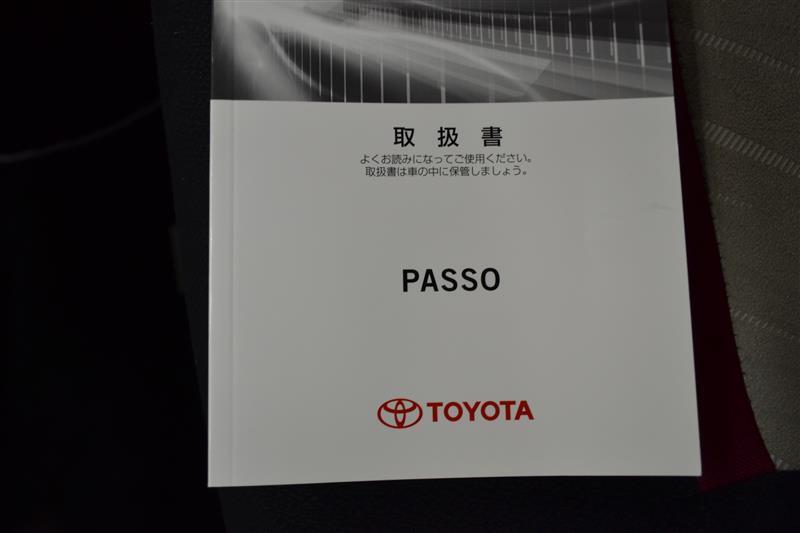 取扱書
よくお読みになってご使用ください。
取扱書は車の中に保管しましょう。
PASSO
TOYOTA